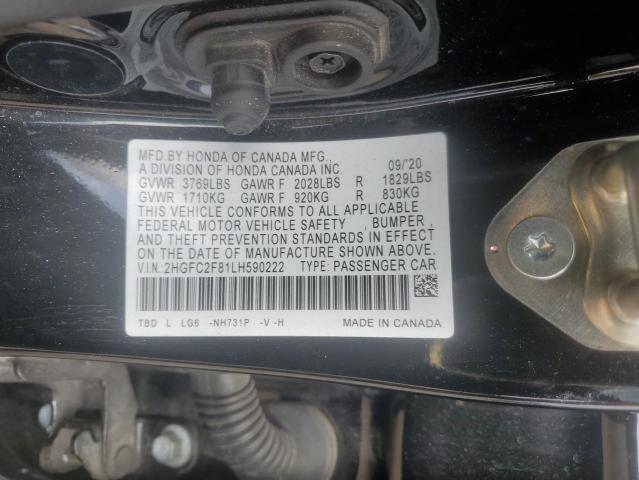 MFD.BY HONDA OF CANADA MFG.,
A DIVISION OF HONDA CANADA INC. 09/'20
GVWR 3769LBS GAWR F 2028LBS R 1829LBS
GVWR 1710KG GAWR F 920KG R 830KG
THIS VEHICLE CONFORMS TO ALL APPLICABLE
FEDERAL MOTOR VEHICLE SAFETY , BUMPER,
AND THEFT PREVENTION STANDARDS IN EFFECT
ON THE DATE OF MANUFACTURE SHOWN ABOVE.
V.I.N.:2HGFC2F81LH590222 TYPE: PASSENGER CAR
TBD L LG6 -NH731P -V -H MADE IN CANADA